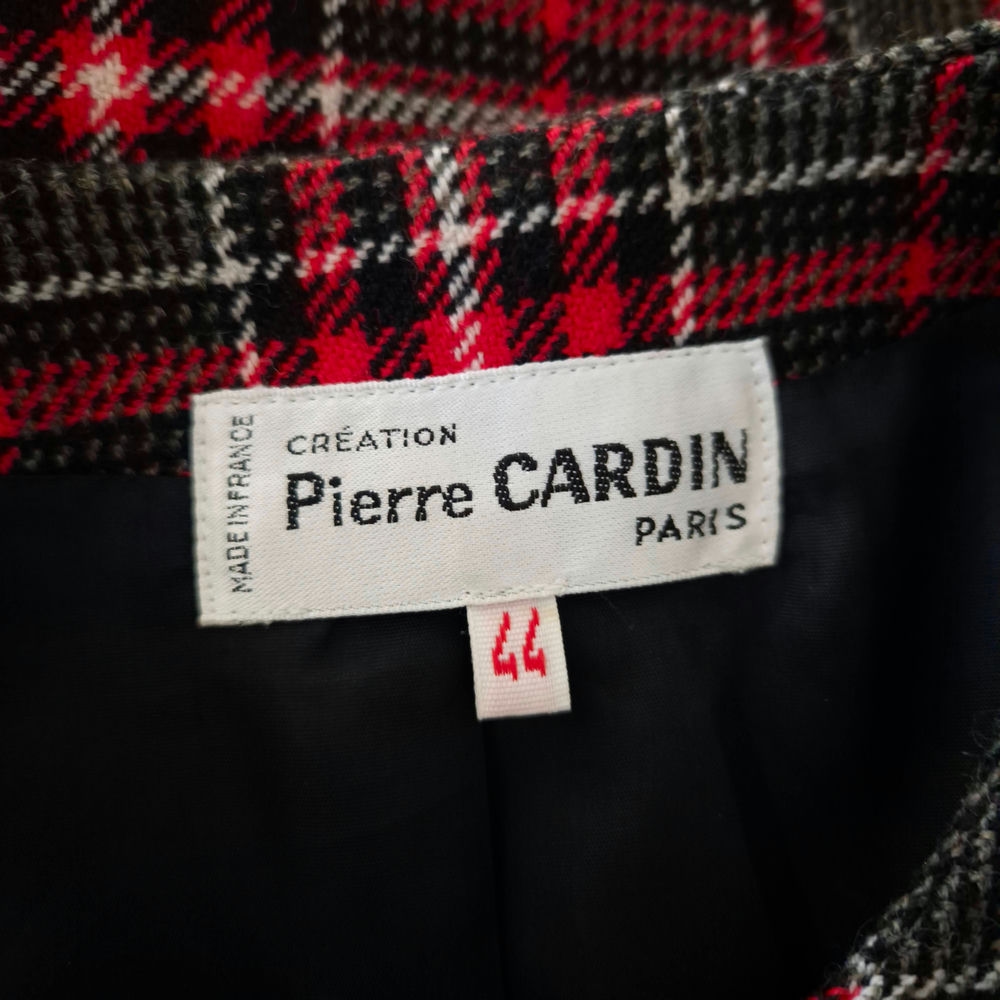 MADE IN FRANCE
CRÉATION
Pierre CARDIN
PARIS
44